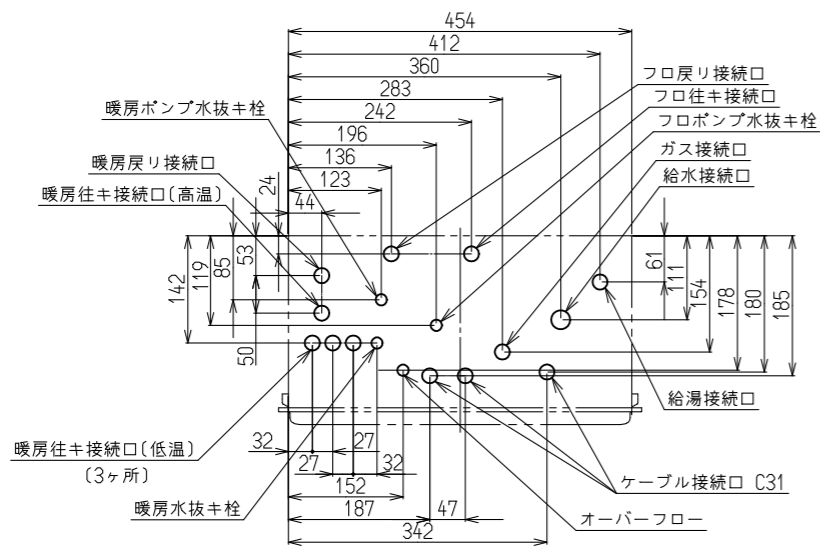 454
412
360
283
242
196
136
123
44
24
暖房ポンプ水抜キ栓
暖房戻リ接続口
暖房往キ接続口(高温)
フロ戻リ接続口
フロ往キ接続口
フロポンプ水抜キ栓
ガス接続口
給水接続口
142
119
85
53
50
61
111
154
178
180
185
給湯接続口
暖房往キ接続口(低温)
(3ヶ所)
暖房水抜キ栓
32
27
27
32
152
187
47
342
ケーブル接続口 C31
オーバーフロー